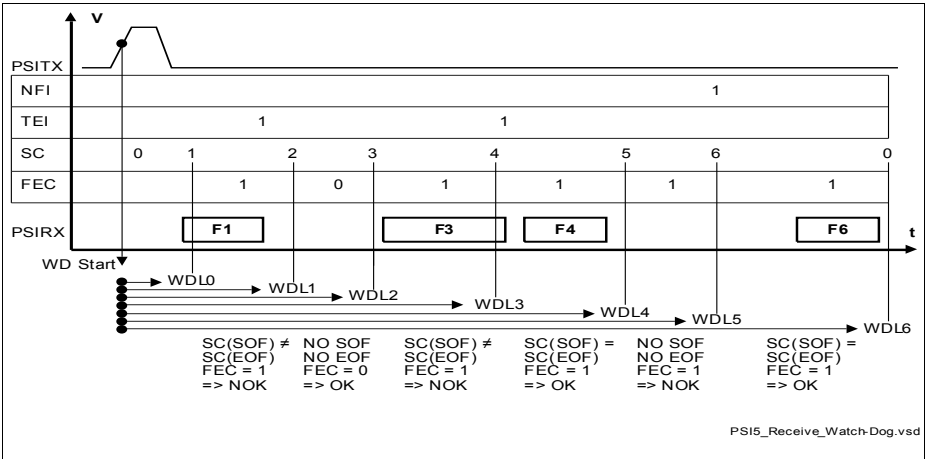 V
PSITX
NFI 1
TEI 1 1
SC 0 1 2 3 4 5 6 0
FEC 1 0 1 1 1 1
PSIRX F1 F3 F4 F6 t
WD Start
WDL0
WDL1
WDL2
WDL3
WDL4
WDL5
WDL6
SC(SOF) ≠ NO SOF SC(SOF) ≠ SC(SOF) = NO SOF SC(SOF) =
SC(EOF) NO EOF SC(EOF) SC(EOF) NO EOF SC(EOF)
FEC = 1 FEC = 0 FEC = 1 FEC = 1 FEC = 1 FEC = 1
=> NOK => OK => NOK => OK => NOK => OK
PSI5_Receive_Watch-Dog.vsd